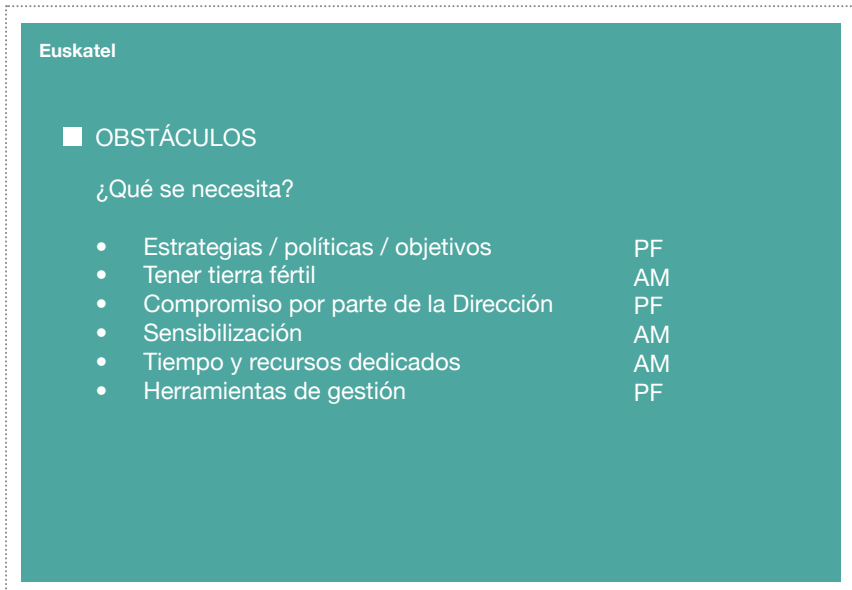 Euskatel
OBSTÁCULOS
¿Qué se necesita?
• Estrategias / políticas / objetivos PF
• Tener tierra fértil AM
• Compromiso por parte de la Dirección PF
• Sensibilización AM
• Tiempo y recursos dedicados AM
• Herramientas de gestión PF